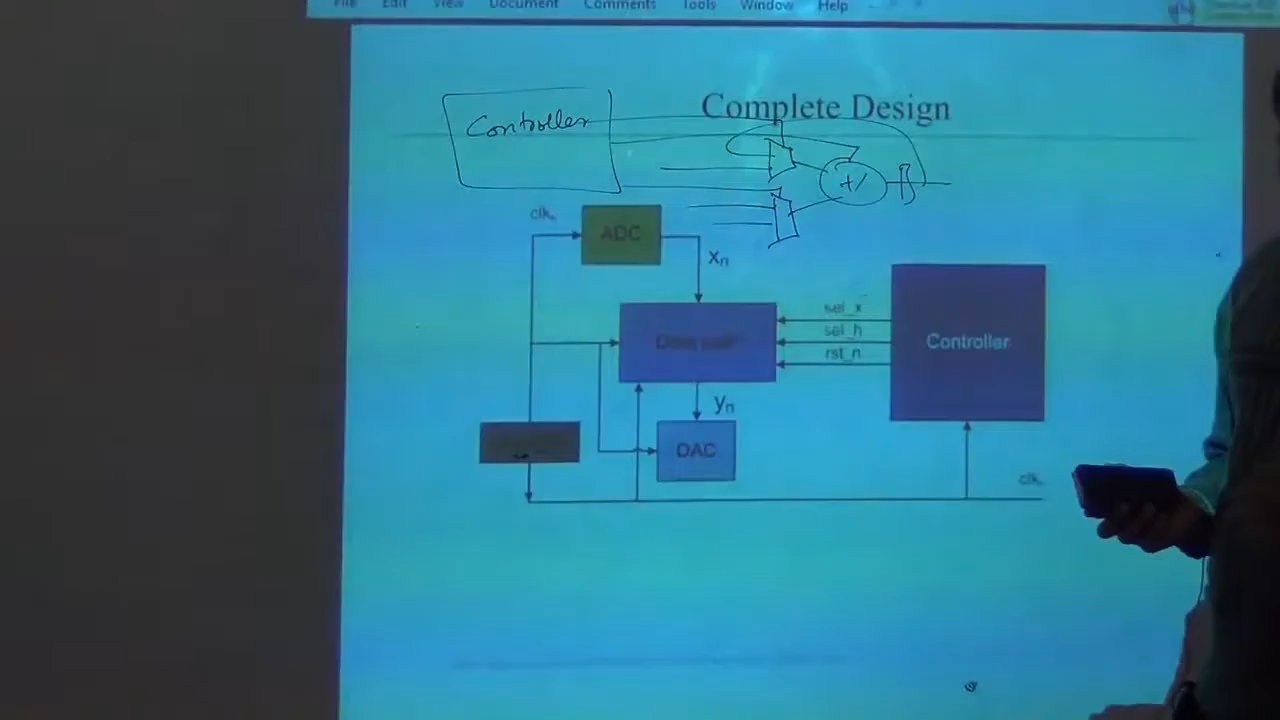 File Edit View Document Comments Tools Window Help
Complete Design
Controller
+/
clk
ADC
xn
sel_x
sel_h
rst_n
Controller
yn
DAC
clk